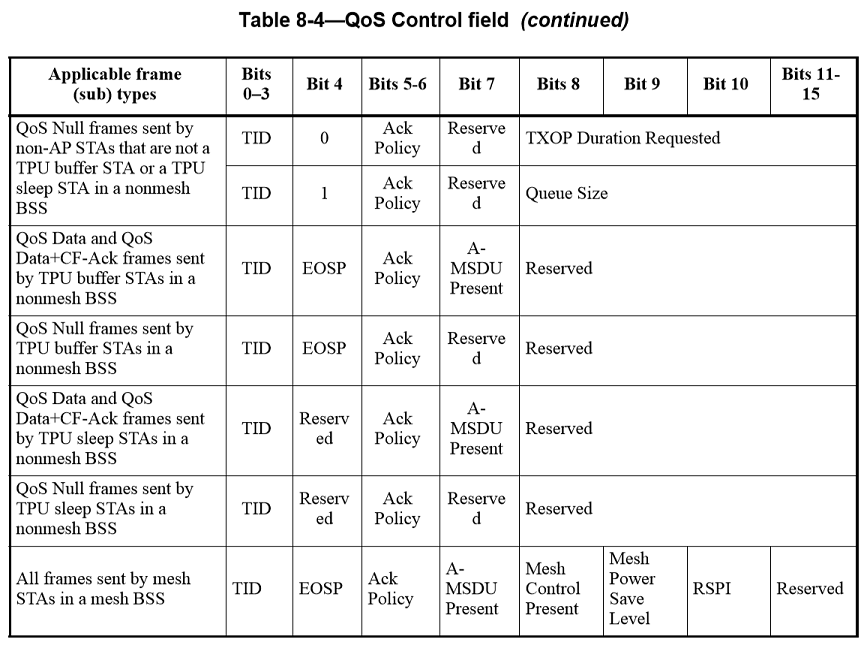 Table 8-4—QoS Control field (continued)
Applicable frame (sub) types | Bits 0–3 | Bit 4 | Bits 5-6 | Bit 7 | Bits 8 | Bit 9 | Bit 10 | Bits 11-15
QoS Null frames sent by
non-AP STAs that are not a
TPU buffer STA or a TPU
sleep STA in a nonmesh
BSS
TID
0
Ack
Policy
Reserve
d
TXOP Duration Requested
TID
1
Ack
Policy
Reserve
d
Queue Size
QoS Data and QoS
Data+CF-Ack frames sent
by TPU buffer STAs in a
nonmesh BSS
TID
EOSP
Ack
Policy
A-
MSDU
Present
Reserved
QoS Null frames sent by
TPU buffer STAs in a
nonmesh BSS
TID
EOSP
Ack
Policy
Reserve
d
Reserved
QoS Data and QoS
Data+CF-Ack frames sent
by TPU sleep STAs in a
nonmesh BSS
TID
Reserv
ed
Ack
Policy
A-
MSDU
Present
Reserved
QoS Null frames sent by
TPU sleep STAs in a
nonmesh BSS
TID
Reserv
ed
Ack
Policy
Reserve
d
Reserved
All frames sent by mesh
STAs in a mesh BSS
TID
EOSP
Ack
Policy
A-
MSDU
Present
Mesh
Control
Present
Mesh
Power
Save
Level
RSPI
Reserved